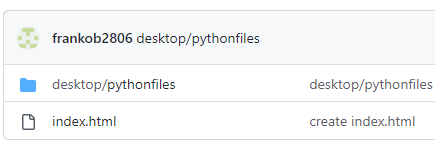 frankob2806 desktop/pythonfiles
desktop/pythonfiles desktop/pythonfiles
index.html create index.html